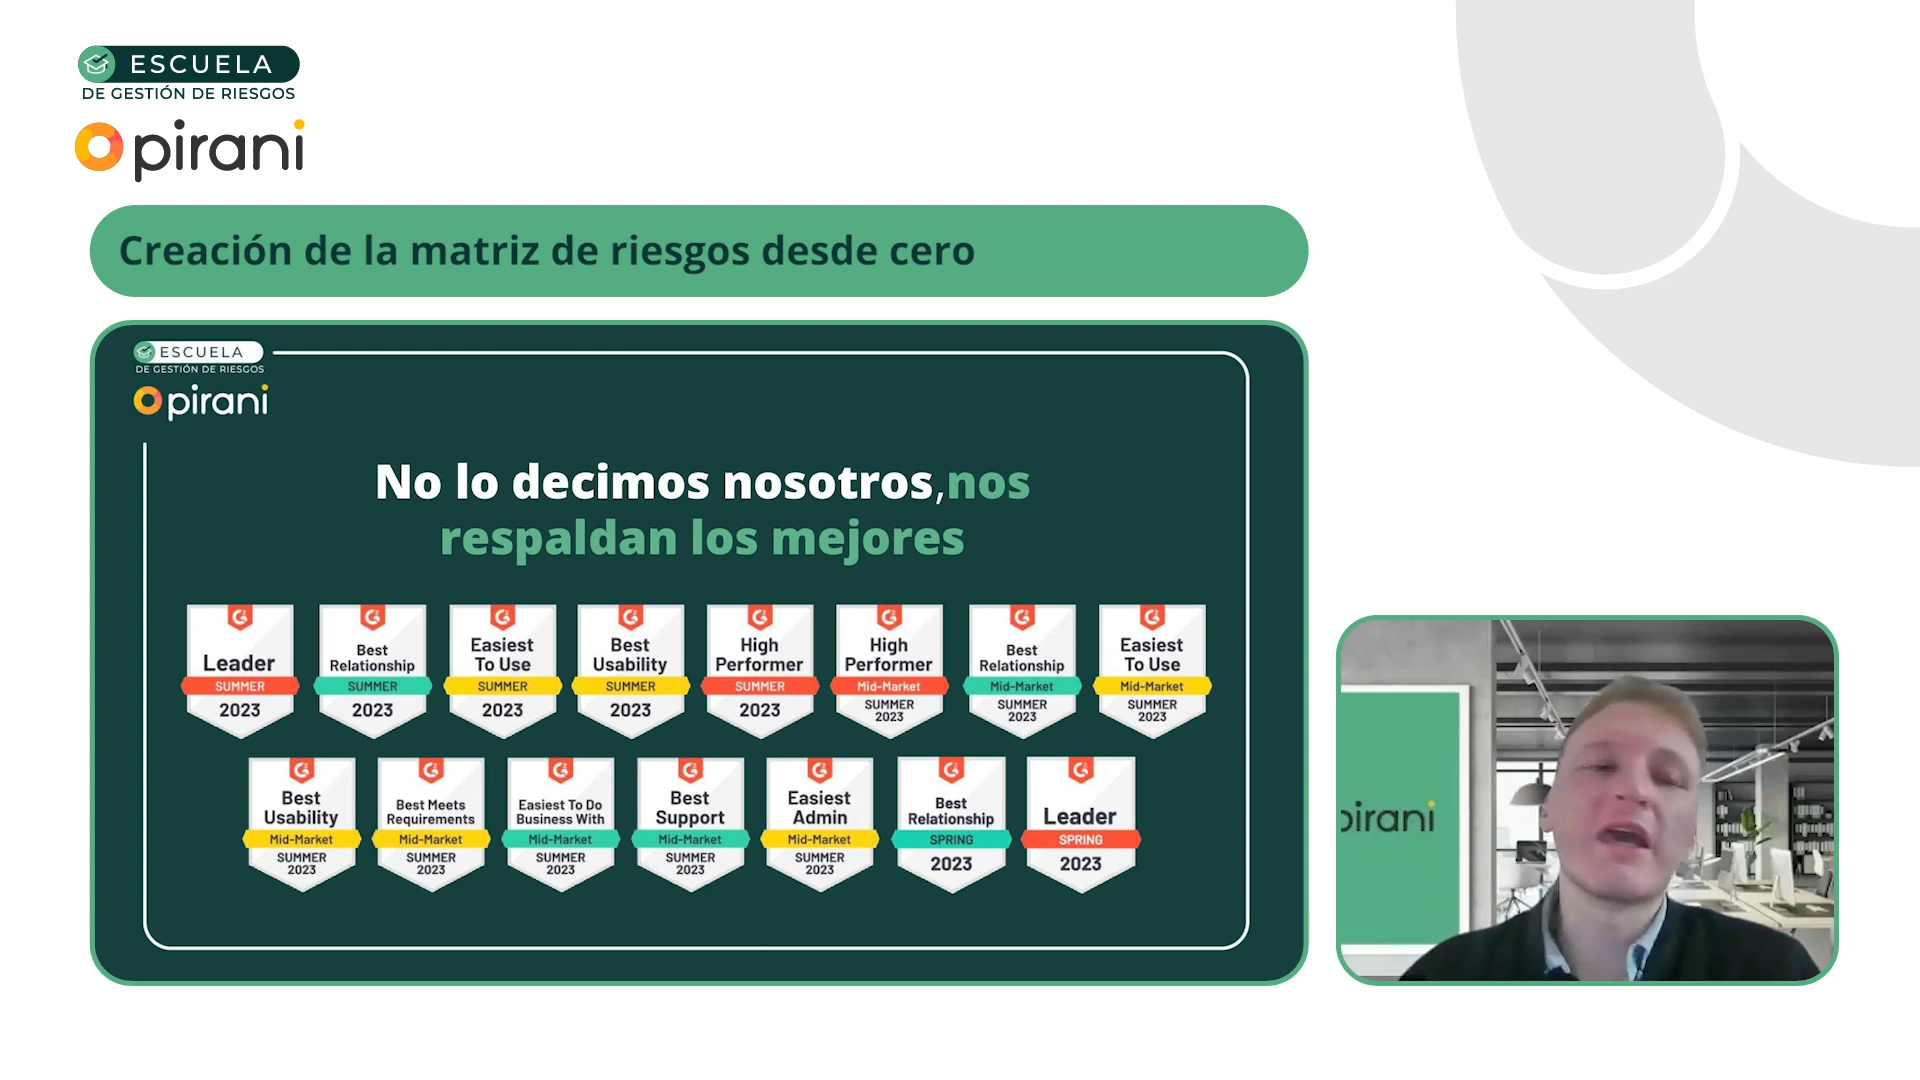 ESCUELA
DE GESTIÓN DE RIESGOS
pirani
Creación de la matriz de riesgos desde cero
ESCUELA
DE GESTIÓN DE RIESGOS
pirani
No lo decimos nosotros,nos
respaldan los mejores
Leader
SUMMER
2023
Best
Relationship
SUMMER
2023
Easiest
To Use
SUMMER
2023
Best
Usability
SUMMER
2023
High
Performer
SUMMER
2023
High
Performer
Mid-Market
SUMMER
2023
Best
Relationship
Mid-Market
SUMMER
2023
Easiest
To Use
Mid-Market
SUMMER
2023
Best
Usability
Mid-Market
SUMMER
2023
Best Meets
Requirements
Mid-Market
SUMMER
2023
Easiest To Do
Business With
Mid-Market
SUMMER
2023
Best
Support
Mid-Market
SUMMER
2023
Easiest
Admin
Mid-Market
SUMMER
2023
Best
Relationship
SPRING
2023
Leader
SPRING
2023
pirani